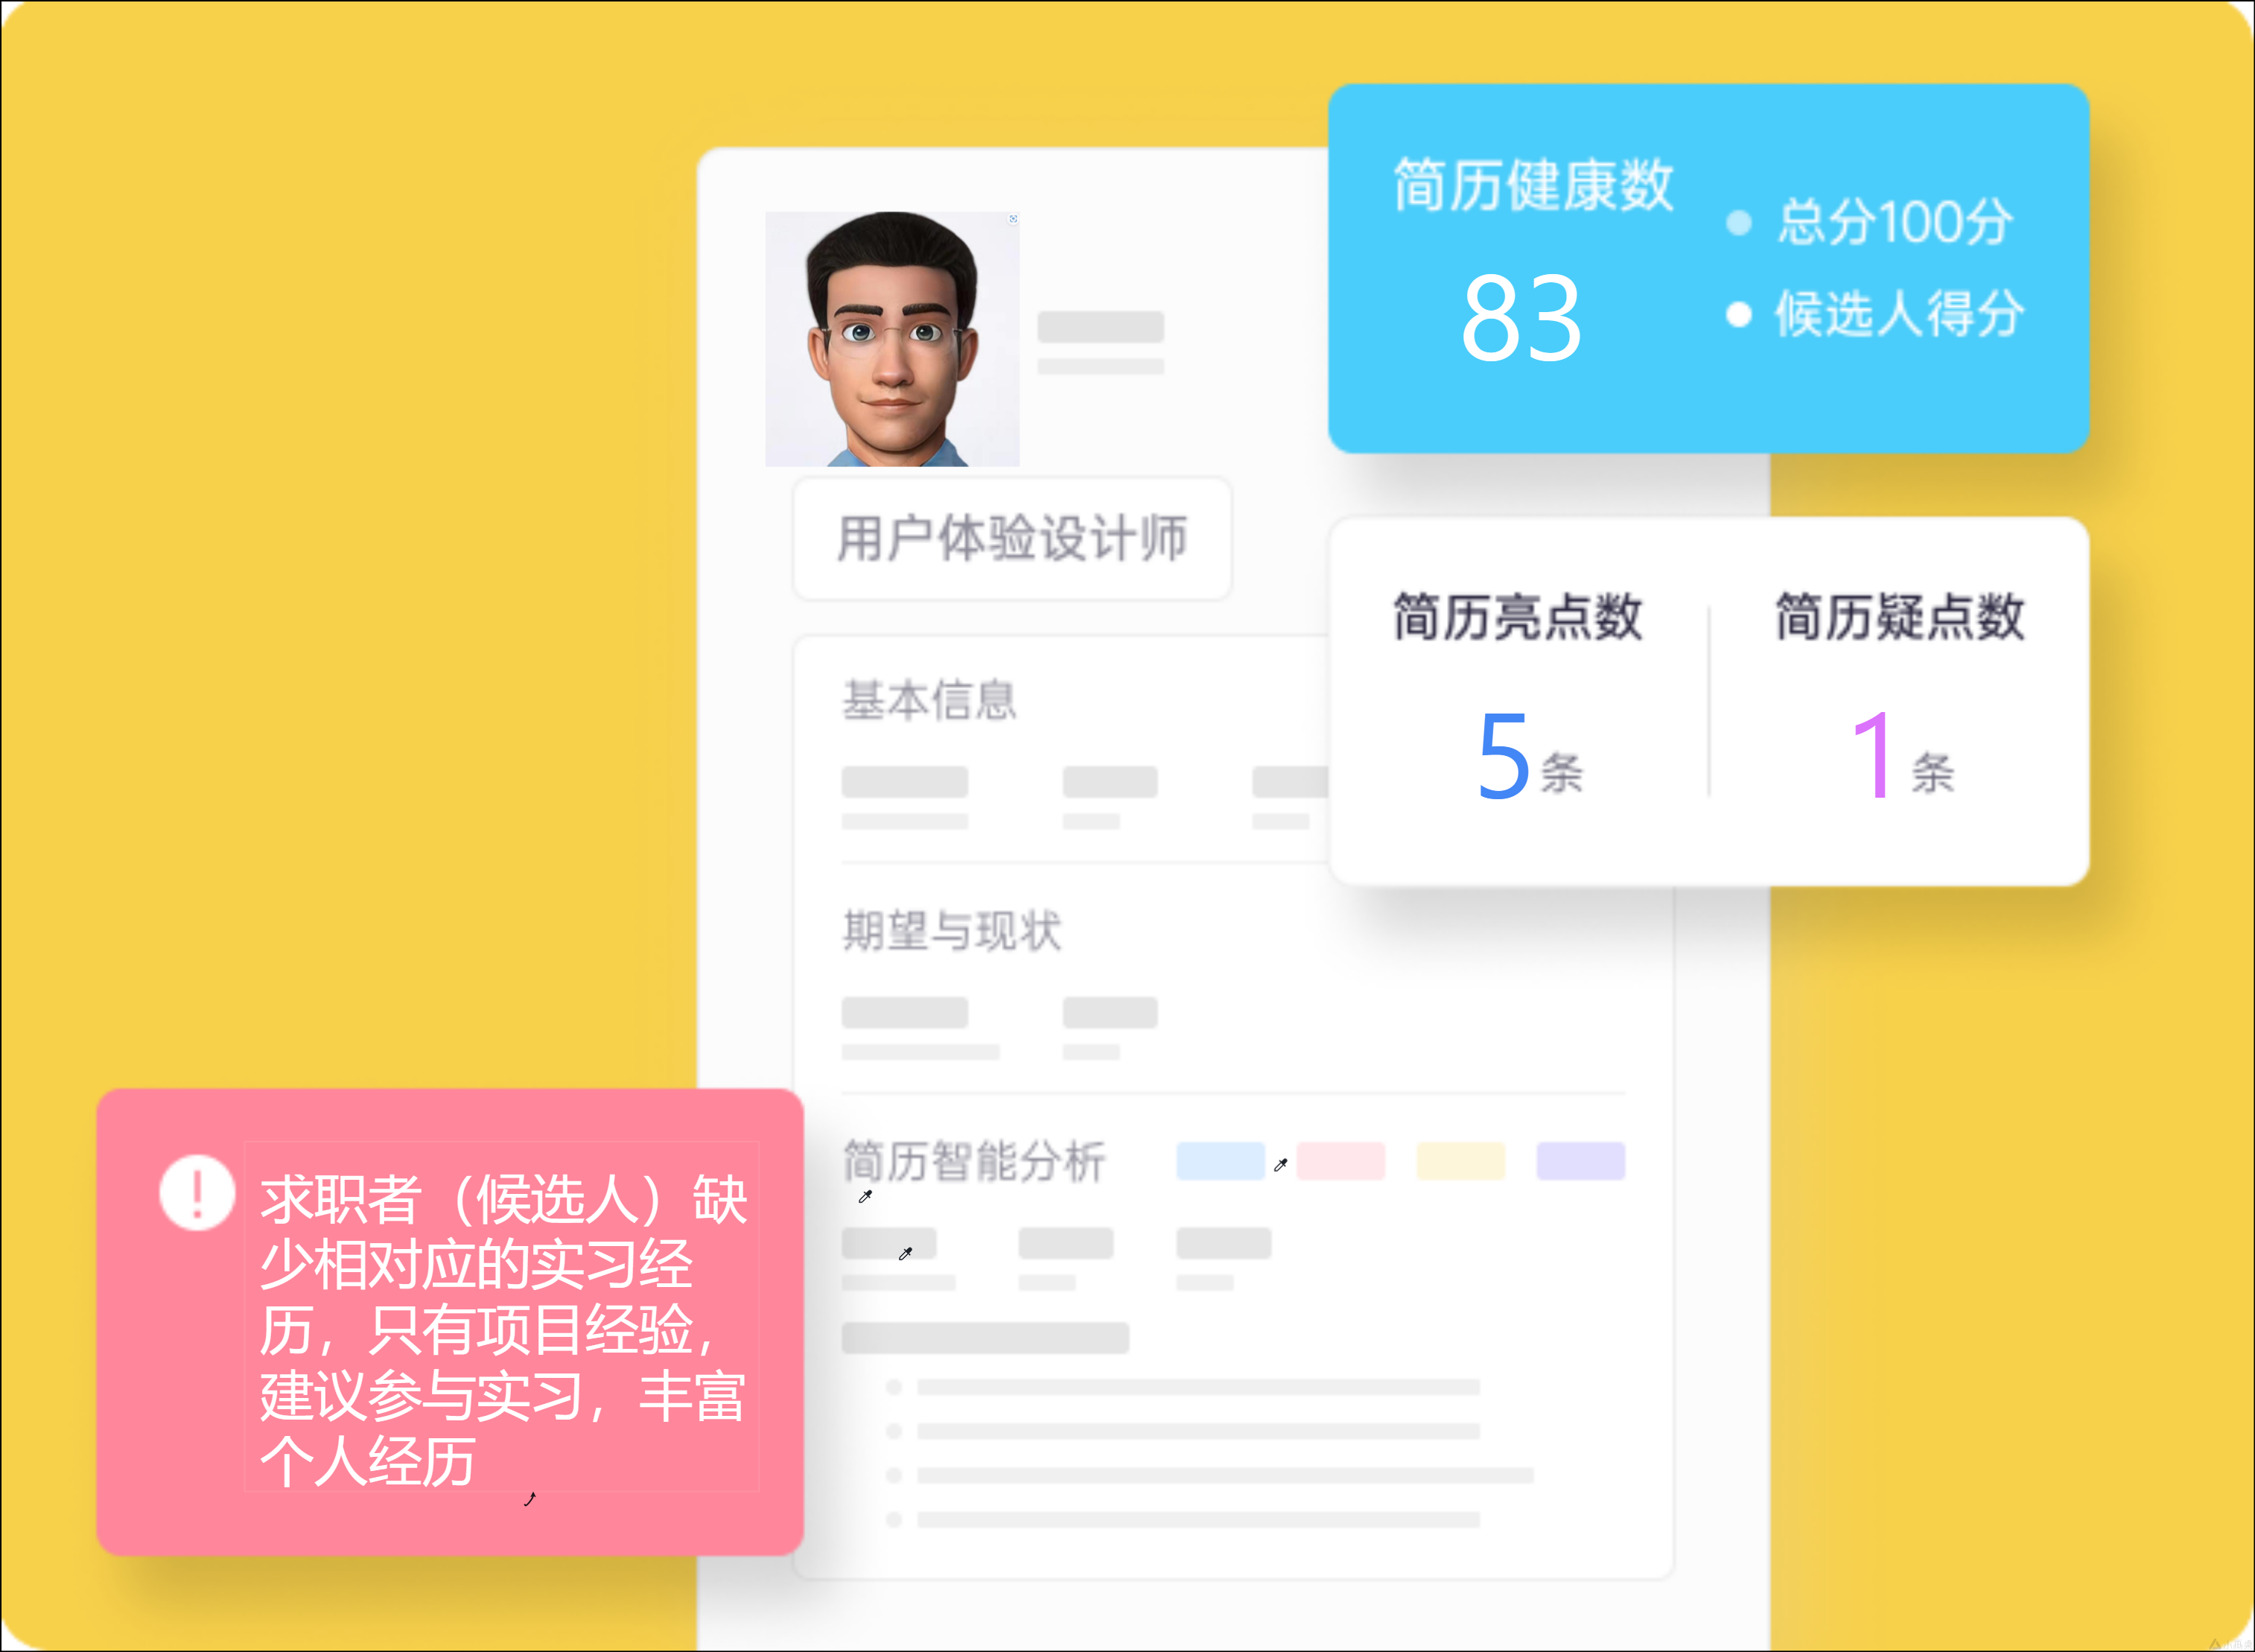 简历健康数
总分100分
83
候选人得分
用户体验设计师
简历亮点数
简历疑点数
5条
1条
基本信息
期望与现状
简历智能分析
求职者（候选人）缺
少相对应的实习经
历，只有项目经验，
建议参与实习，丰富
个人经历